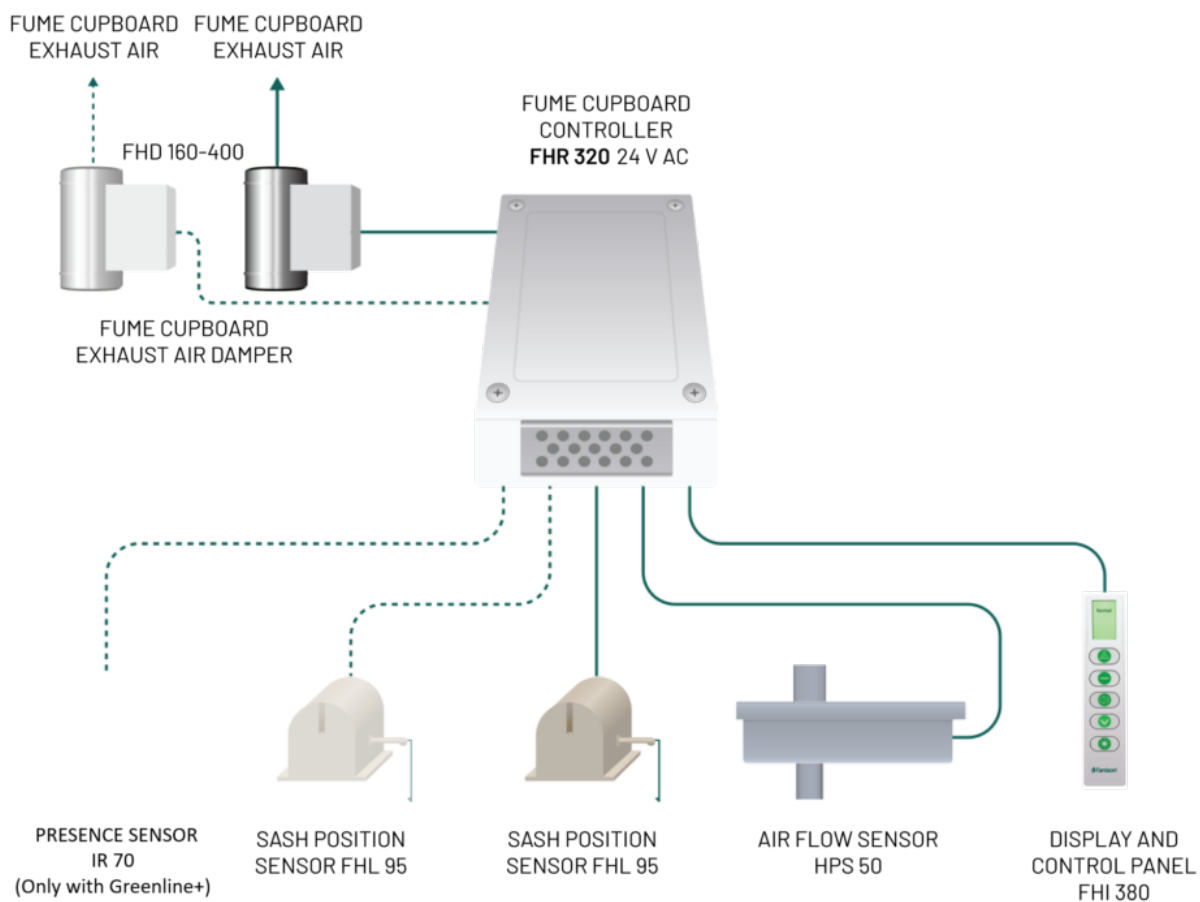 FUME CUPBOARD
EXHAUST AIR
FUME CUPBOARD
EXHAUST AIR
FUME CUPBOARD
CONTROLLER
FHR 320 24 V AC
FHD 160-400
FUME CUPBOARD
EXHAUST AIR DAMPER
Normal
Fantason
PRESENCE SENSOR
IR 70
(Only with Greenline+)
SASH POSITION
SENSOR FHL 95
SASH POSITION
SENSOR FHL 95
AIR FLOW SENSOR
HPS 50
DISPLAY AND
CONTROL PANEL
FHI 380